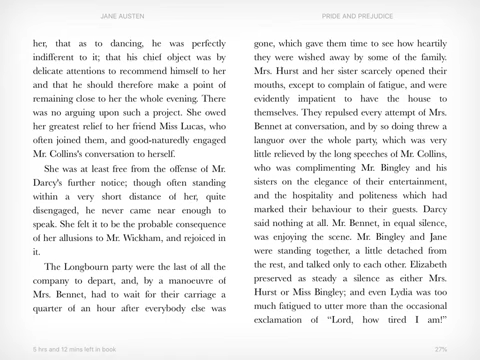 JANE AUSTEN
her, that as to dancing, he was perfectly
indifferent to it; that his chief object was by
delicate attentions to recommend himself to her
and that he should therefore make a point of
remaining close to her the whole evening. There
was no arguing upon such a project. She owed
her greatest relief to her friend Miss Lucas, who
often joined them, and good-naturedly engaged
Mr. Collins's conversation to herself.
She was at least free from the offense of Mr.
Darcy's further notice; though often standing
within a very short distance of her, quite
disengaged, he never came near enough to
speak. She felt it to be the probable consequence
of her allusions to Mr. Wickham, and rejoiced in
it.
The Longbourn party were the last of all the
company to depart, and, by a manoeuvre of
Mrs. Bennet, had to wait for their carriage a
quarter of an hour after everybody else was
5 hrs and 12 mins left in book
PRIDE AND PREJUDICE
gone, which gave them time to see how heartily
they were wished away by some of the family.
Mrs. Hurst and her sister scarcely opened their
mouths, except to complain of fatigue, and were
evidently impatient to have the house to
themselves. They repulsed every attempt of Mrs.
Bennet at conversation, and by so doing threw a
languor over the whole party, which was very
little relieved by the long speeches of Mr. Collins,
who was complimenting Mr. Bingley and his
sisters on the elegance of their entertainment,
and the hospitality and politeness which had
marked their behaviour to their guests. Darcy
said nothing at all. Mr. Bennet, in equal silence,
was enjoying the scene. Mr. Bingley and Jane
were standing together, a little detached from
the rest, and talked only to each other. Elizabeth
preserved as steady a silence as either Mrs.
Hurst or Miss Bingley; and even Lydia was too
much fatigued to utter more than the occasional
exclamation of “Lord, how tired I am!”
27%